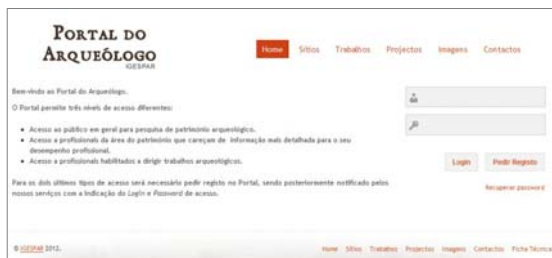 PORTAL DO
ARQUEÓLOGO
IGESPAR
Home Sítios Trabalhos Projectos Imagens Contactos
Bem-vindo ao Portal do Arqueólogo.
O Portal permite três níveis de acesso diferentes:
Acesso ao público em geral para pesquisa de património arqueológico.
Acesso a profissionais da área do património que careçam de informação mais detalhada para o seu
desempenho profissional.
Acesso a profissionais habilitados a dirigir trabalhos arqueológicos.
Para os dois últimos tipos de acesso será necessário pedir registo no Portal, sendo posteriormente notificado pelos
nossos serviços com a indicação do Login e Password de acesso.
Login Pedir Registo
Recuperar password
© IGESPAR 2012.
Home Sítios Trabalhos Projectos Imagens Contactos Ficha Técnica